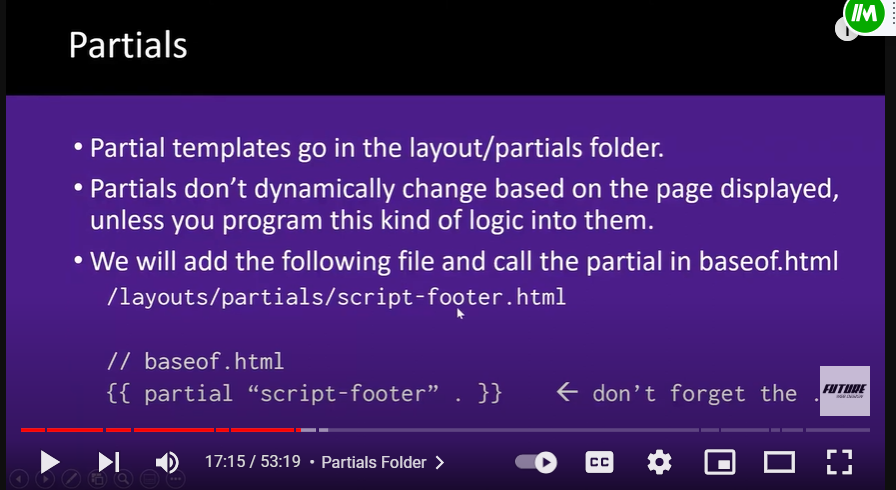 Partials
• Partial templates go in the layout/partials folder.
• Partials don’t dynamically change based on the page displayed,
unless you program this kind of logic into them.
• We will add the following file and call the partial in baseof.html
/layouts/partials/script-footer.html
// baseof.html
{{ partial “script-footer” . }} ← don’t forget the .
FUTURE
WEB DESIGN
17:15 / 53:19 • Partials Folder
CC